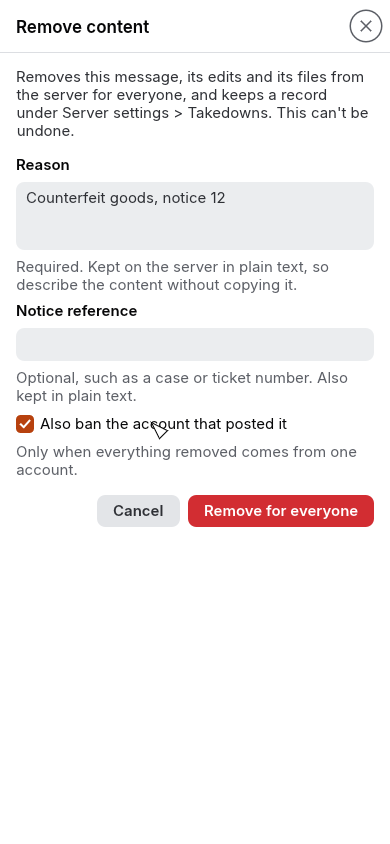 Remove content
Removes this message, its edits and its files from
the server for everyone, and keeps a record
under Server settings > Takedowns. This can't be
undone.
Reason
Counterfeit goods, notice 12
Required. Kept on the server in plain text, so
describe the content without copying it.
Notice reference
Optional, such as a case or ticket number. Also
kept in plain text.
Also ban the account that posted it
Only when everything removed comes from one
account.
Cancel
Remove for everyone